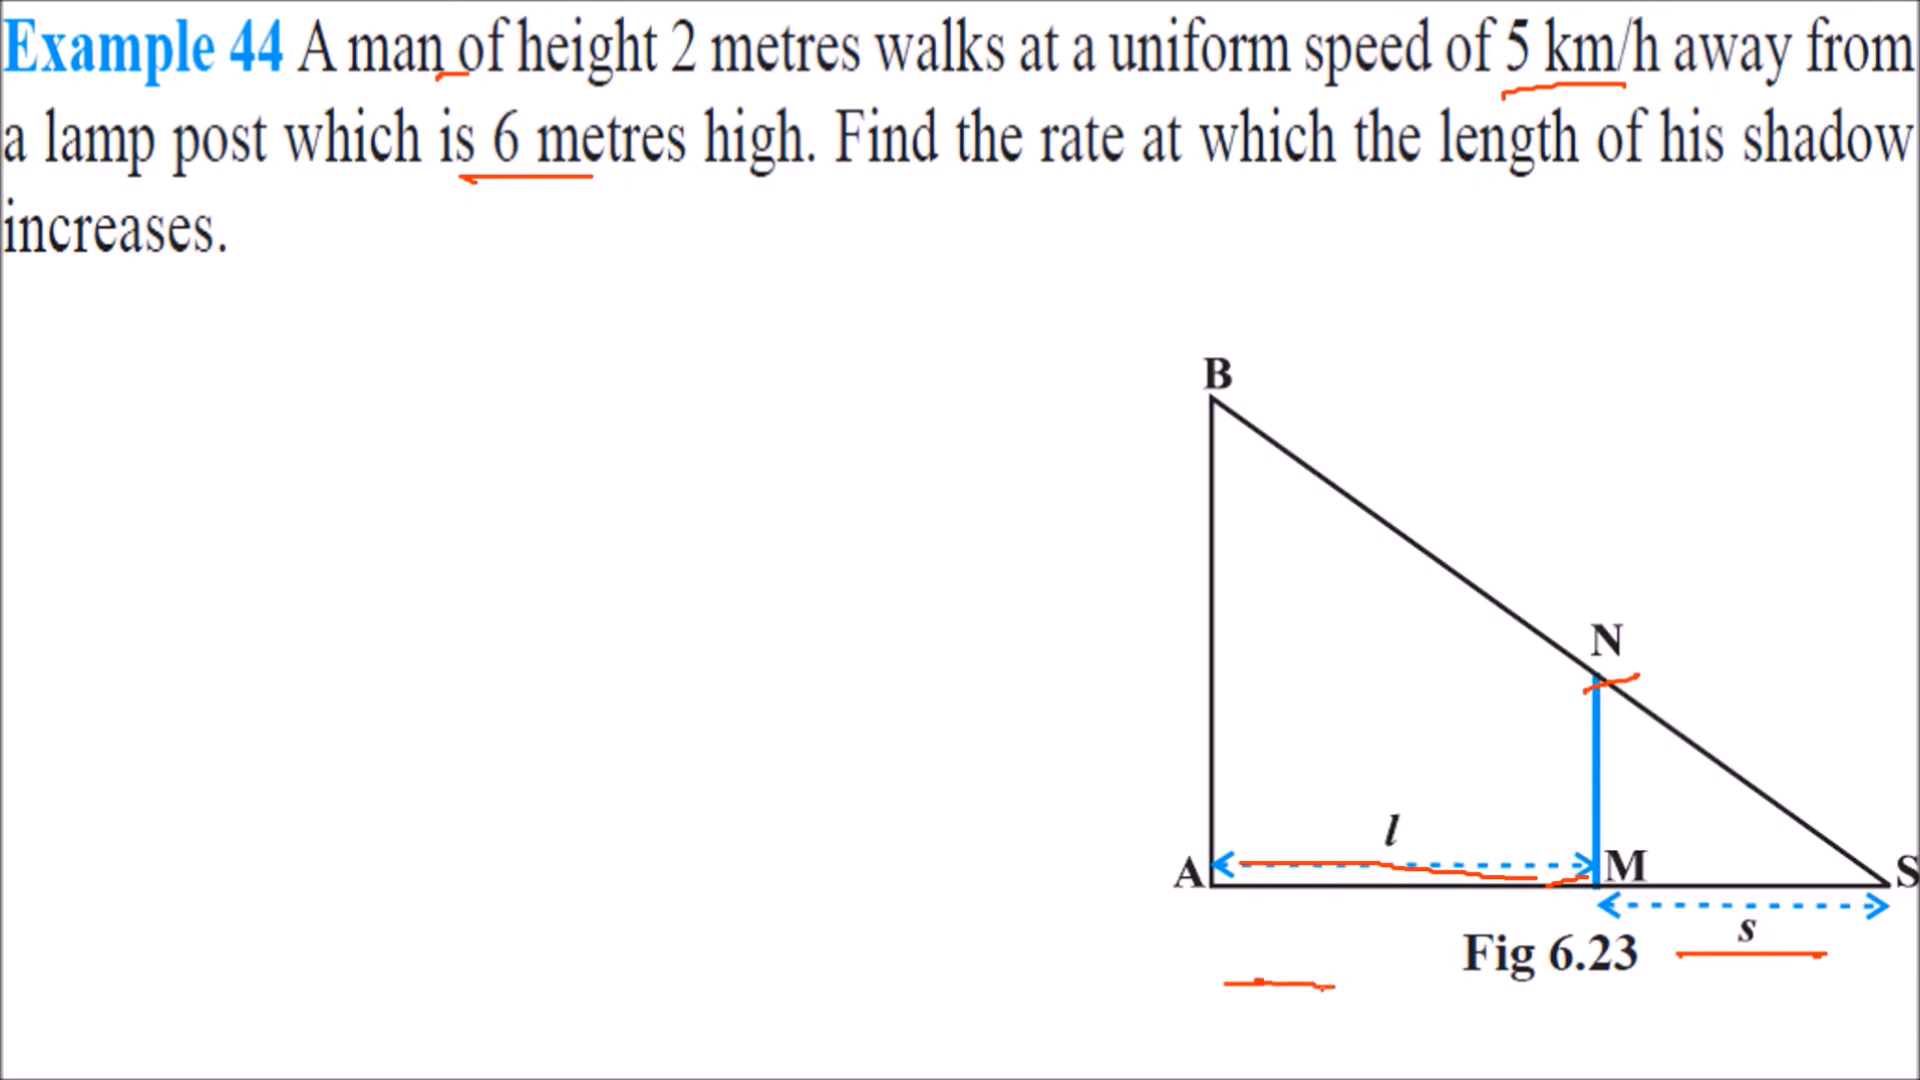 Example 44 A man of height 2 metres walks at a uniform speed of 5 km/h away from
a lamp post which is 6 metres high. Find the rate at which the length of his shadow
increases.
B
N
l
A
M
S
s
Fig 6.23